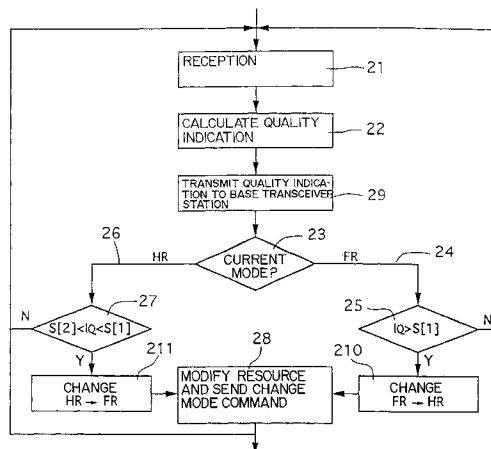 RECEPTION
21
CALCULATE QUALITY
INDICATION
22
TRANSMIT QUALITY INDICA-
TION TO BASE TRANSCEIVER
STATION
29
26
HR
CURRENT
MODE?
23
FR
24
27
N
S[2]<IQ<S[1]
Y
25
IQ>S[1]
N
Y
211
CHANGE
HR → FR
28
MODIFY RESOURCE
AND SEND CHANGE
MODE COMMAND
210
CHANGE
FR → HR